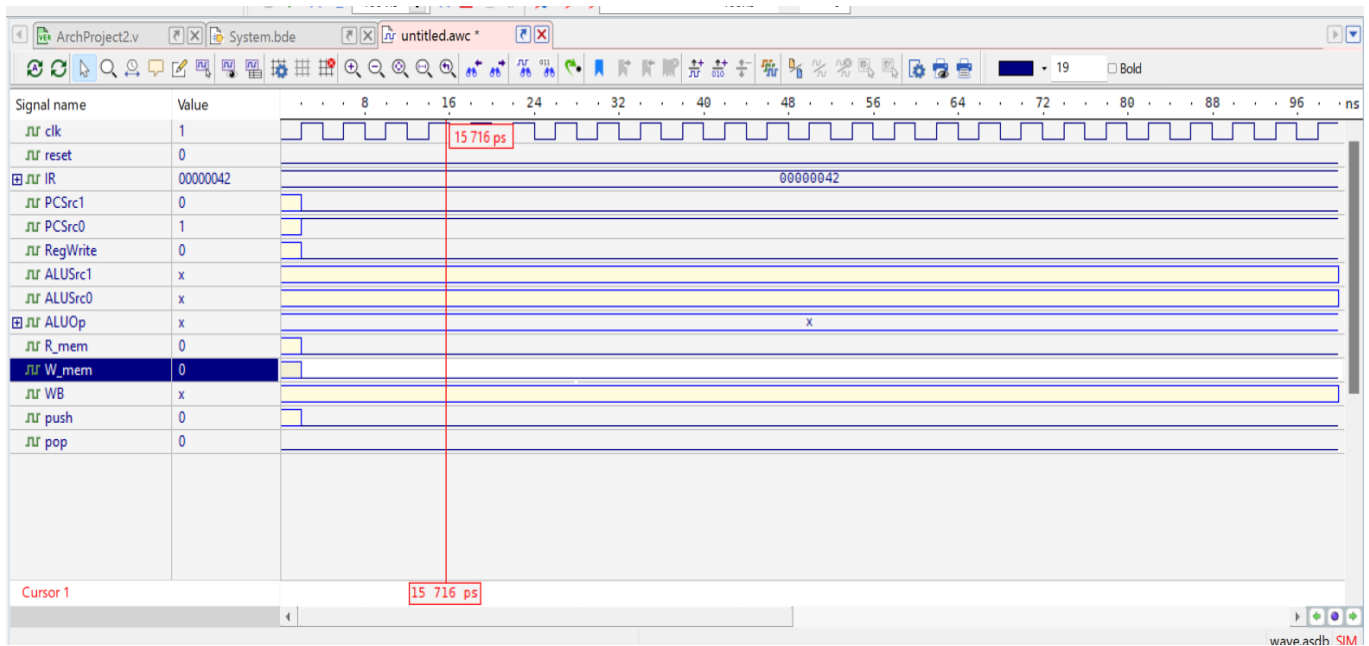 ArchProject2.v System.bde untitled.awc *
19 Bold
Signal name Value 8 16 24 32 40 48 56 64 72 80 88 96 ns
clk 1 15 716 ps
reset 0
IR 00000042 00000042
PCSrc1 0
PCSrc0 1
RegWrite 0
ALUSrc1 x
ALUSrc0 x
ALUOp x x
R_mem 0
W_mem 0
WB x
push 0
pop 0
Cursor 1 15 716 ps
wave.asdb SIM